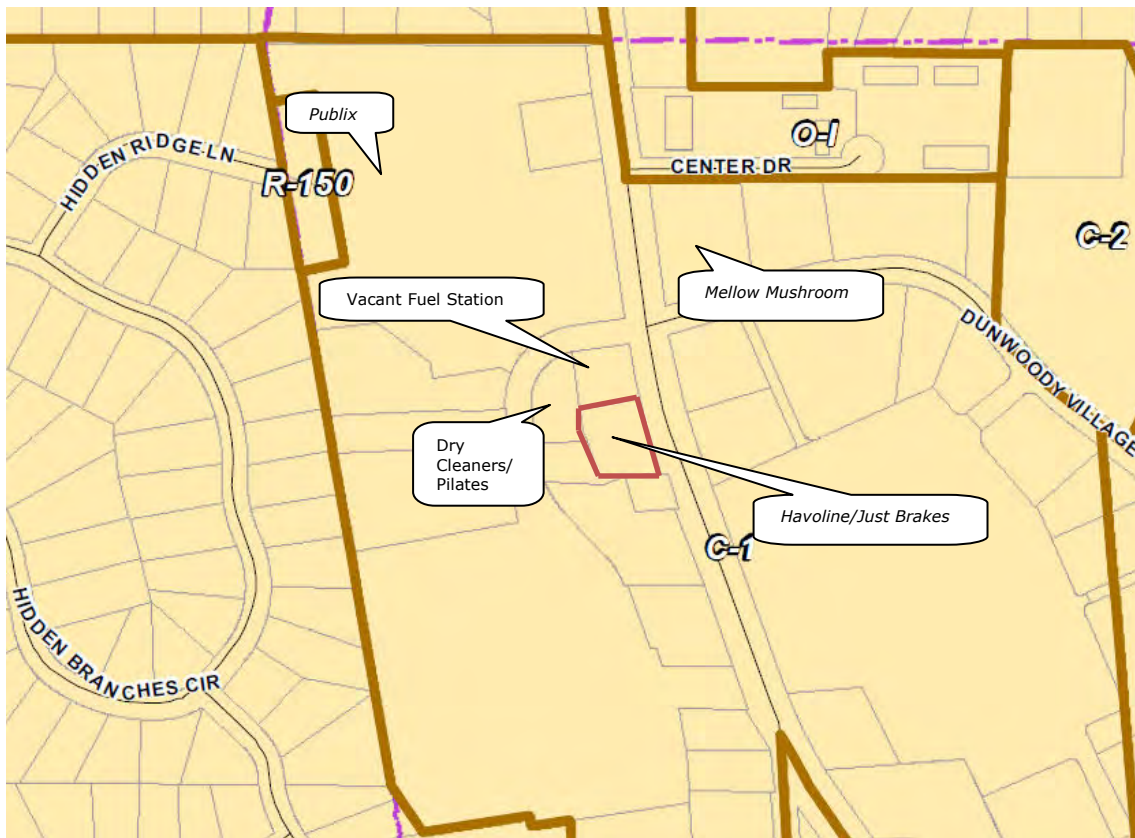 Publix
HIDDEN RIDGE LN
R-150
O-I
CENTER DR
C-2
Vacant Fuel Station
Mellow Mushroom
DUNWOODY VILLAGE
Dry
Cleaners/
Pilates
Havoline/Just Brakes
C-1
HIDDEN BRANCHES CIR